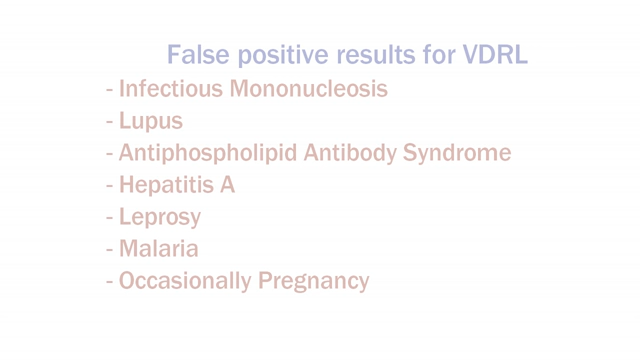 False positive results for VDRL
- Infectious Mononucleosis
- Lupus
- Antiphospholipid Antibody Syndrome
- Hepatitis A
- Leprosy
- Malaria
- Occasionally Pregnancy